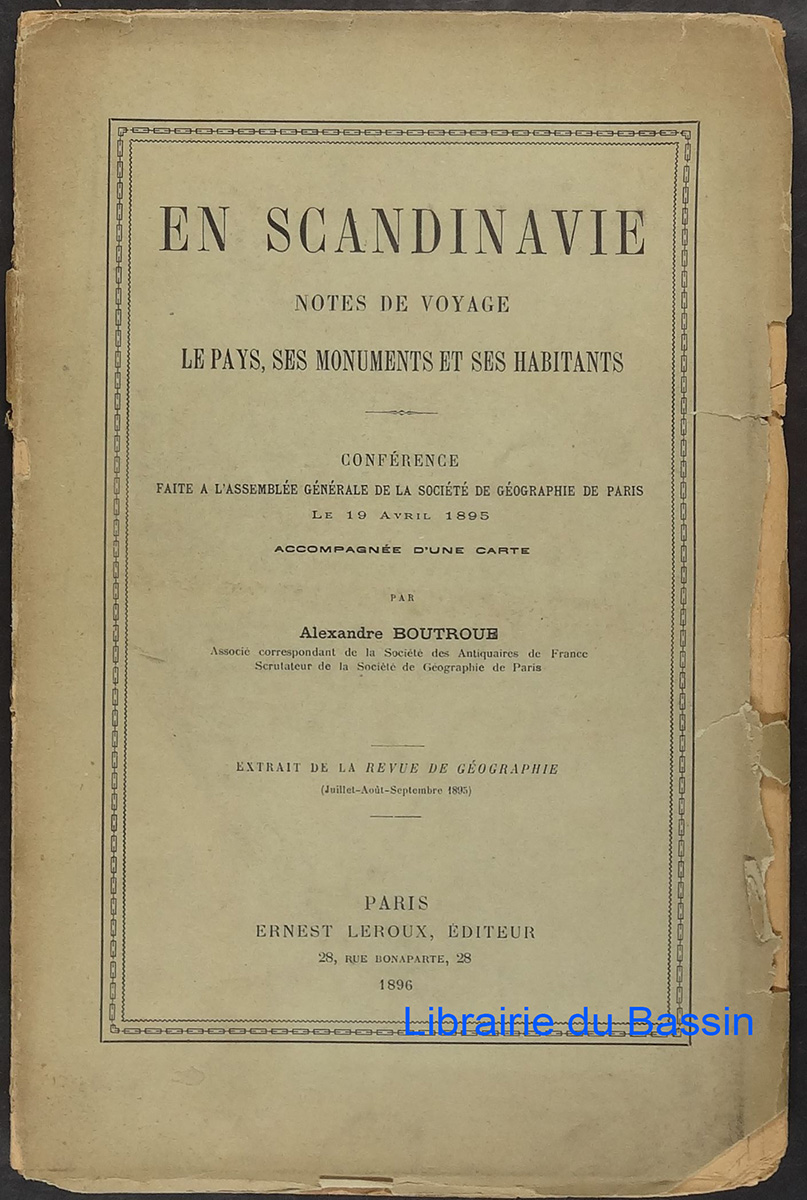 EN SCANDINAVIE
NOTES DE VOYAGE
LE PAYS, SES MONUMENTS ET SES HABITANTS
CONFÉRENCE
FAITE A L'ASSEMBLÉE GÉNÉRALE DE LA SOCIÉTÉ DE GÉOGRAPHIE DE PARIS
LE 19 AVRIL 1895
ACCOMPAGNÉE D'UNE CARTE
PAR
Alexandre BOUTROUE
Associé correspondant de la Société des Antiquaires de France
Scrutateur de la Société de Géographie de Paris
EXTRAIT DE LA REVUE DE GÉOGRAPHIE
(Juillet-Août-Septembre 1895)
PARIS
ERNEST LEROUX, ÉDITEUR
28, RUE BONAPARTE, 28
1896
Librairie du Bassin